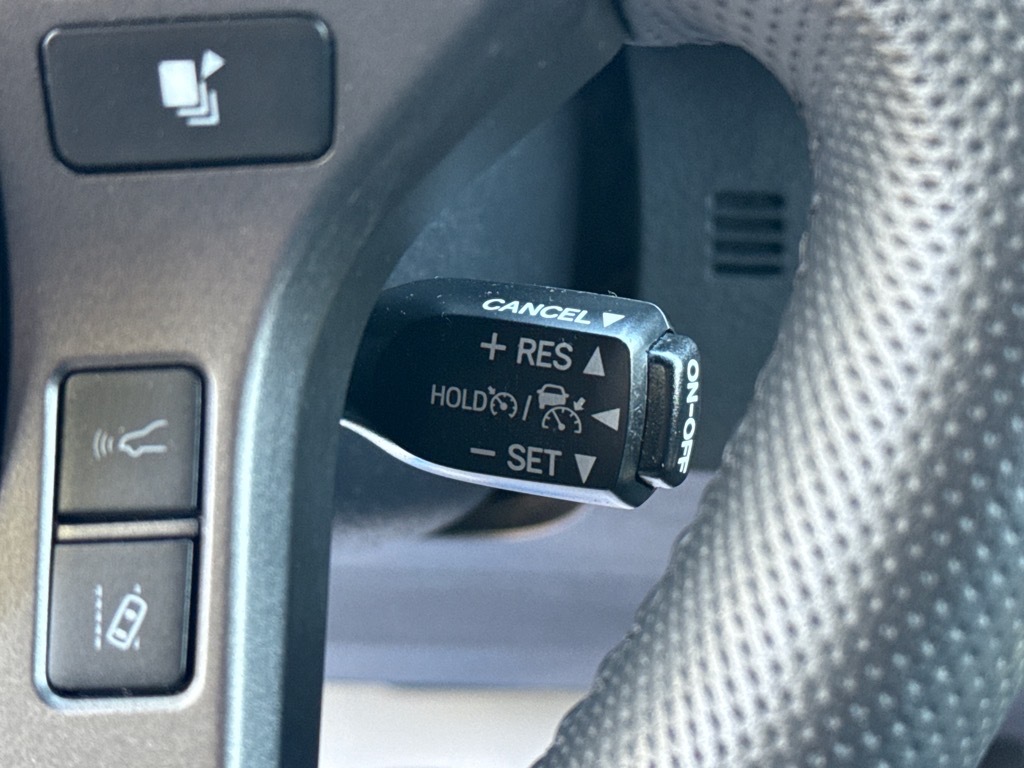 CANCEL ▼
+ RES ▲
HOLD / ◀
− SET ▼
ON-OFF